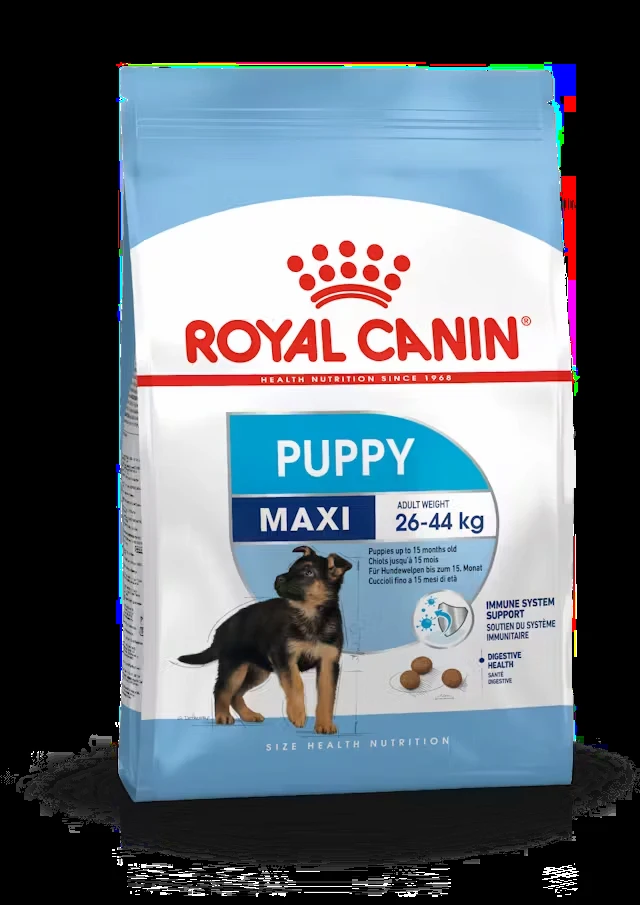 ROYAL CANIN®
HEALTH NUTRITION SINCE 1968
PUPPY
MAXI
ADULT WEIGHT
26-44 kg
Puppies up to 15 months old
Chiots jusqu'à 15 mois
Für Hundewelpen bis zum 15. Monat
Cuccioli fino a 15 mesi di età
IMMUNE SYSTEM
SUPPORT
SOUTIEN DU SYSTÈME
IMMUNITAIRE
DIGESTIVE
HEALTH
SANTÉ
DIGESTIVE
SIZE HEALTH NUTRITION